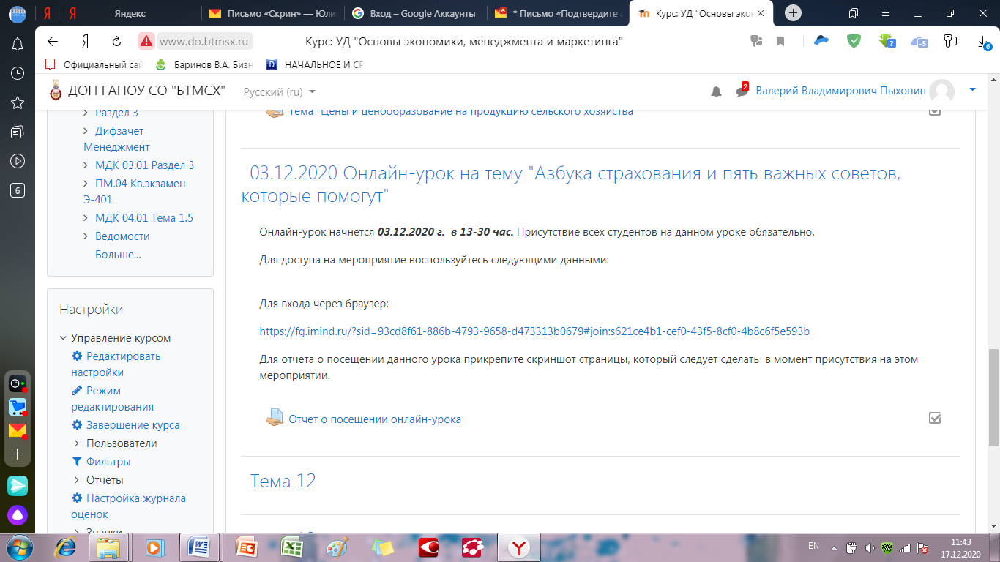 Яндекс
Письмо «Скрин» — Юли
Вход – Google Аккаунты
* Письмо «Подтвердите а
Курс: УД "Основы экон
www.do.btmsx.ru
Курс: УД "Основы экономики, менеджмента и маркетинга"
Официальный сай
Баринов В.А. Бизн
НАЧАЛЬНОЕ И СР
ДОП ГАПОУ СО "БТМСХ"
Русский (ru)
2
Валерий Владимирович Пыхонин
Раздел 3
Дифзачет
Менеджмент
МДК 03.01 Раздел 3
ПМ.04 Кв.экзамен
Э-401
МДК 04.01 Тема 1.5
Ведомости
Больше...
Настройки
Управление курсом
Редактировать
настройки
Режим
редактирования
Завершение курса
Пользователи
Фильтры
Отчеты
Настройка журнала
оценок
Значки
Тема "Цены и ценообразование на продукцию сельского хозяйства
03.12.2020 Онлайн-урок на тему "Азбука страхования и пять важных советов,
которые помогут"
Онлайн-урок начнется 03.12.2020 г. в 13-30 час. Присутствие всех студентов на данном уроке обязательно.
Для доступа на мероприятие воспользуйтесь следующими данными:
Для входа через браузер:
https://fg.imind.ru/?sid=93cd8f61-886b-4793-9658-d473313b0679#join:s621ce4b1-cef0-43f5-8cf0-4b8c6f5e593b
Для отчета о посещении данного урока прикрепите скриншот страницы, который следует сделать в момент присутствия на этом
мероприятии.
Отчет о посещении онлайн-урока
Тема 12
6
EN
11:43
17.12.2020